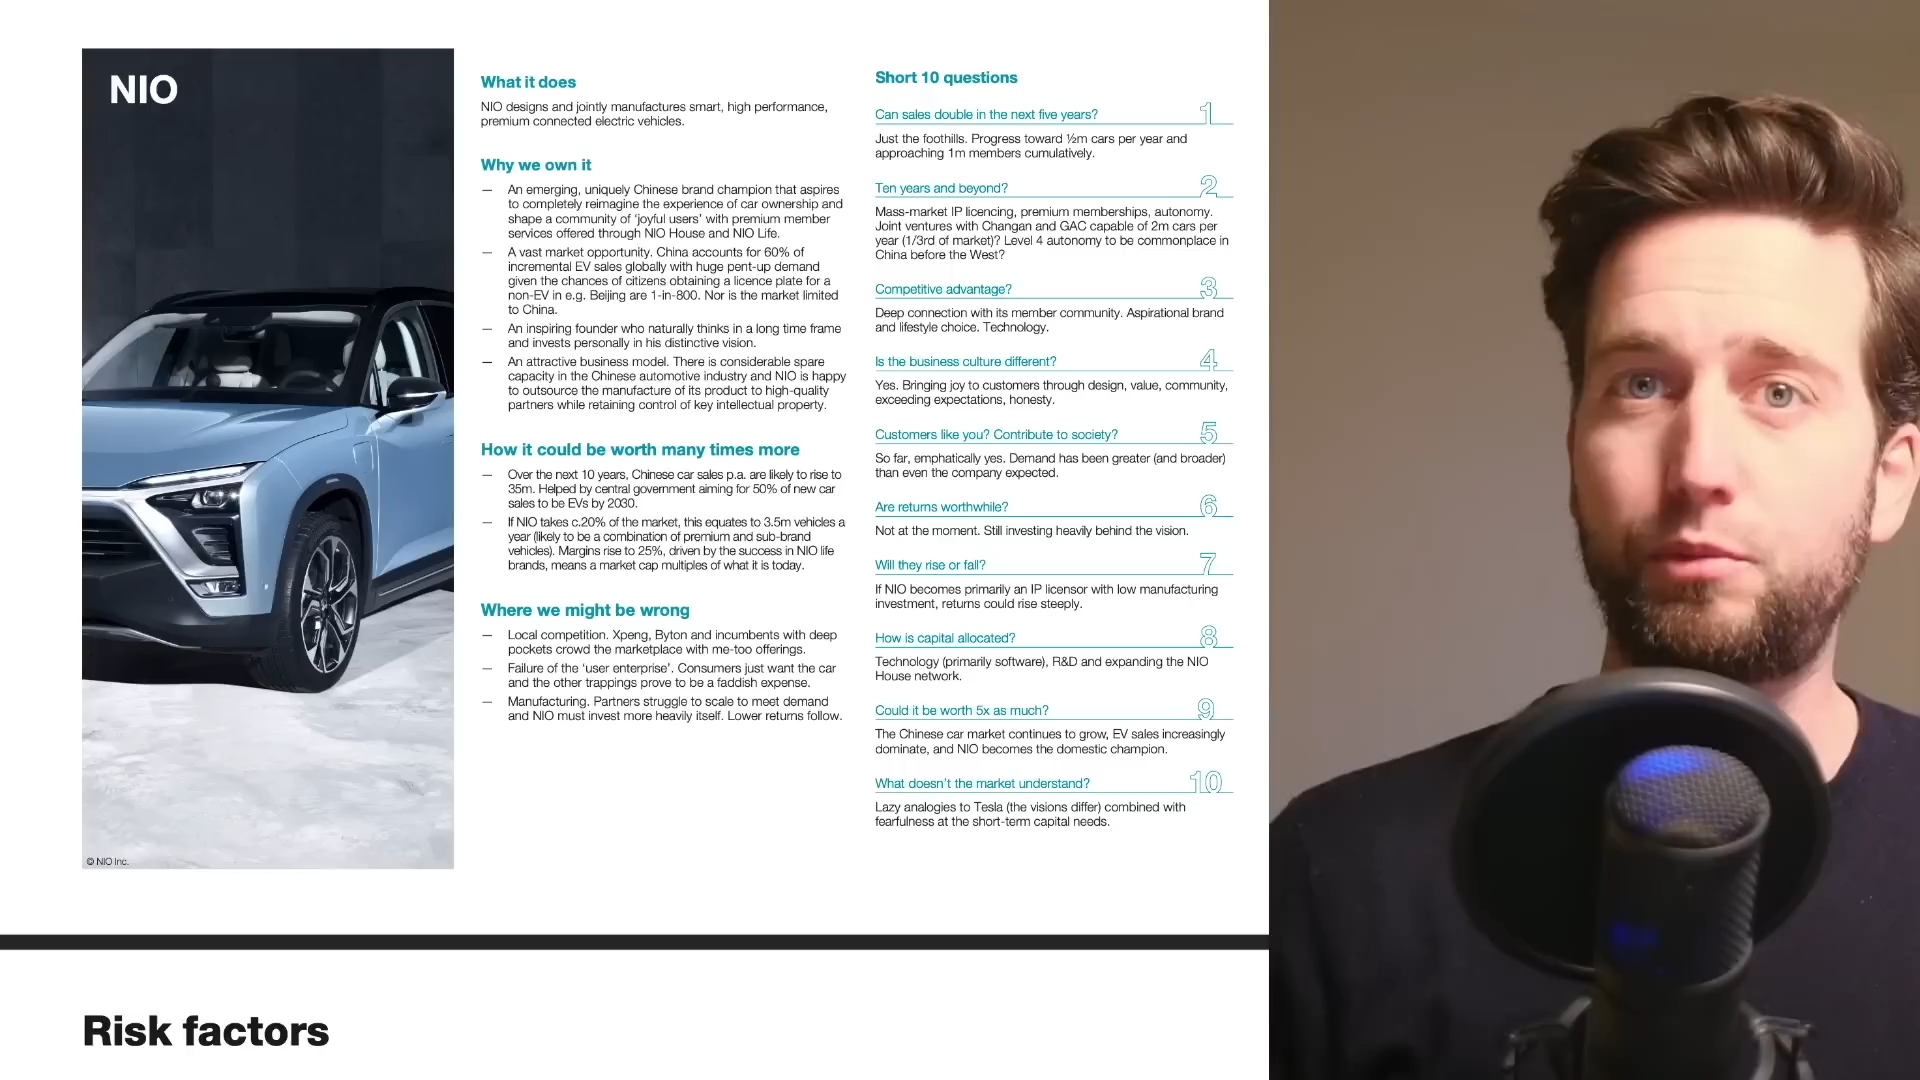 NIO
© NIO Inc.
What it does
NIO designs and jointly manufactures smart, high performance,
premium connected electric vehicles.
Why we own it
— An emerging, uniquely Chinese brand champion that aspires
to completely reimagine the experience of car ownership and
shape a community of ‘joyful users’ with premium member
services offered through NIO House and NIO Life.
— A vast market opportunity. China accounts for 60% of
incremental EV sales globally with huge pent-up demand
given the chances of citizens obtaining a licence plate for a
non-EV in e.g. Beijing are 1-in-800. Nor is the market limited
to China.
— An inspiring founder who naturally thinks in a long time frame
and invests personally in his distinctive vision.
— An attractive business model. There is considerable spare
capacity in the Chinese automotive industry and NIO is happy
to outsource the manufacture of its product to high-quality
partners while retaining control of key intellectual property.
How it could be worth many times more
— Over the next 10 years, Chinese car sales p.a. are likely to rise to
35m. Helped by central government aiming for 50% of new car
sales to be EVs by 2030.
— If NIO takes c.20% of the market, this equates to 3.5m vehicles a
year (likely to be a combination of premium and sub-brand
vehicles). Margins rise to 25%, driven by the success in NIO life
brands, means a market cap multiples of what it is today.
Where we might be wrong
— Local competition. Xpeng, Byton and incumbents with deep
pockets crowd the marketplace with me-too offerings.
— Failure of the ‘user enterprise’. Consumers just want the car
and the other trappings prove to be a faddish expense.
— Manufacturing. Partners struggle to scale to meet demand
and NIO must invest more heavily itself. Lower returns follow.
Short 10 questions
Can sales double in the next five years? 1
Just the foothills. Progress toward ½m cars per year and
approaching 1m members cumulatively.
Ten years and beyond? 2
Mass-market IP licencing, premium memberships, autonomy.
Joint ventures with Changan and GAC capable of 2m cars per
year (1/3rd of market)? Level 4 autonomy to be commonplace in
China before the West?
Competitive advantage? 3
Deep connection with its member community. Aspirational brand
and lifestyle choice. Technology.
Is the business culture different? 4
Yes. Bringing joy to customers through design, value, community,
exceeding expectations, honesty.
Customers like you? Contribute to society? 5
So far, emphatically yes. Demand has been greater (and broader)
than even the company expected.
Are returns worthwhile? 6
Not at the moment. Still investing heavily behind the vision.
Will they rise or fall? 7
If NIO becomes primarily an IP licensor with low manufacturing
investment, returns could rise steeply.
How is capital allocated? 8
Technology (primarily software), R&D and expanding the NIO
House network.
Could it be worth 5x as much? 9
The Chinese car market continues to grow, EV sales increasingly
dominate, and NIO becomes the domestic champion.
What doesn’t the market understand? 10
Lazy analogies to Tesla (the visions differ) combined with
fearfulness at the short-term capital needs.
Risk factors